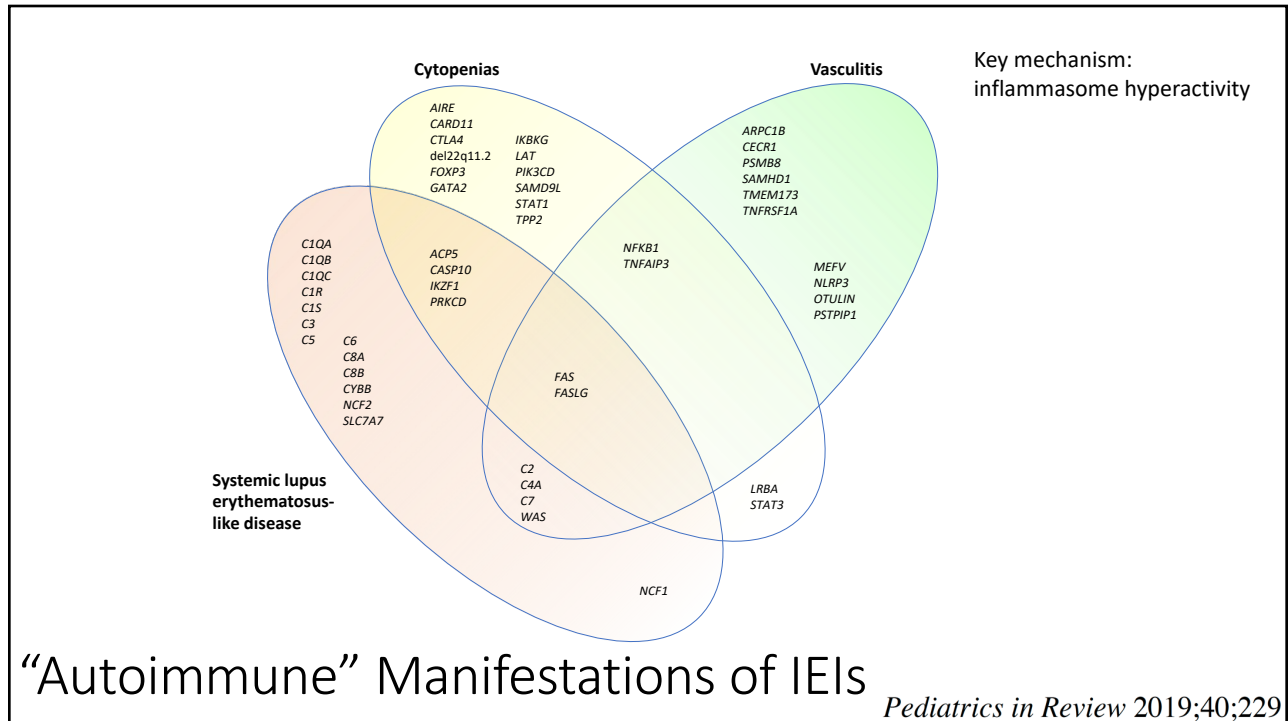 Cytopenias
Vasculitis
Key mechanism:
inflammasome hyperactivity
AIRE
CARD11
CTLA4
del22q11.2
FOXP3
GATA2
IKBKG
LAT
PIK3CD
SAMD9L
STAT1
TPP2
ARPC1B
CECR1
PSMB8
SAMHD1
TMEM173
TNFRSF1A
C1QA
C1QB
C1QC
C1R
C1S
C3
C5
C6
C8A
C8B
CYBB
NCF2
SLC7A7
ACP5
CASP10
IKZF1
PRKCD
NFKB1
TNFAIP3
MEFV
NLRP3
OTULIN
PSTPIP1
FAS
FASLG
Systemic lupus
erythematosus-
like disease
C2
C4A
C7
WAS
LRBA
STAT3
NCF1
“Autoimmune” Manifestations of IEIs
Pediatrics in Review 2019;40;229